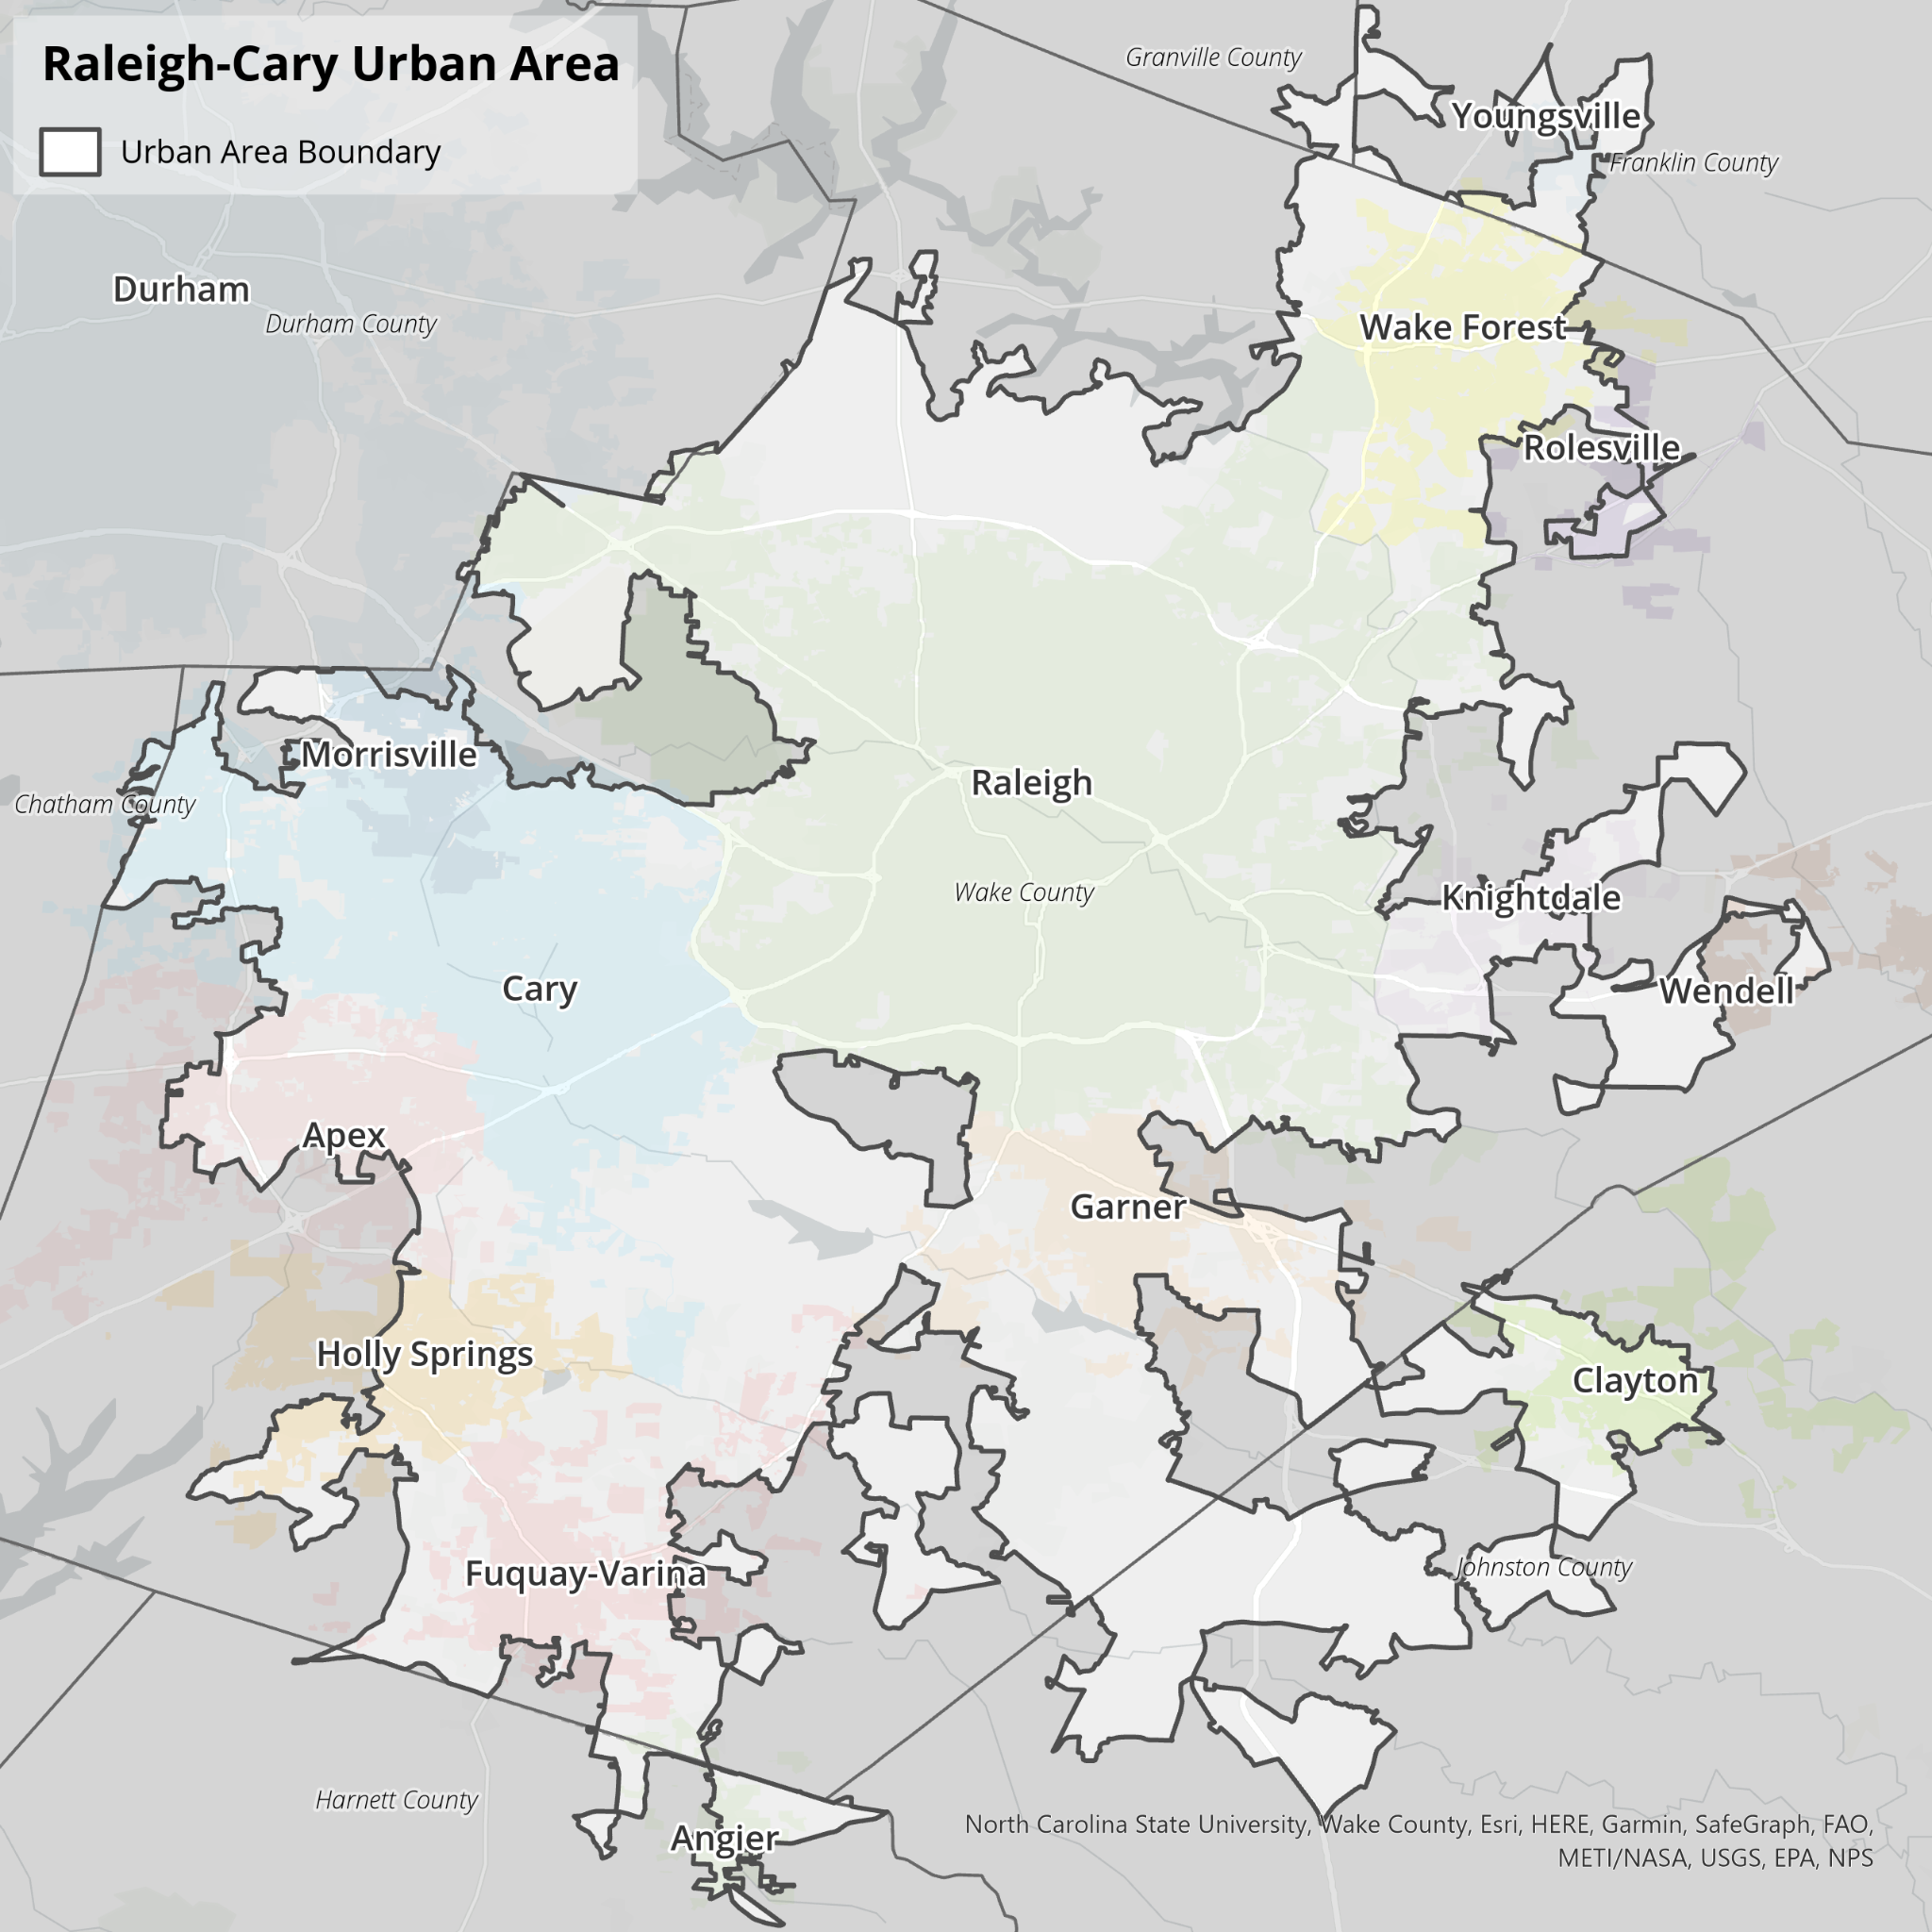 Raleigh-Cary Urban Area
Urban Area Boundary
Granville County
Youngsville
Franklin County
Durham
Durham County
Wake Forest
Rolesville
Morrisville
Raleigh
Chatham County
Wake County
Knightdale
Cary
Wendell
Apex
Garner
Holly Springs
Clayton
Fuquay-Varina
Johnston County
Harnett County
Angier
North Carolina State University, Wake County, Esri, HERE, Garmin, SafeGraph, FAO,
METI/NASA, USGS, EPA, NPS